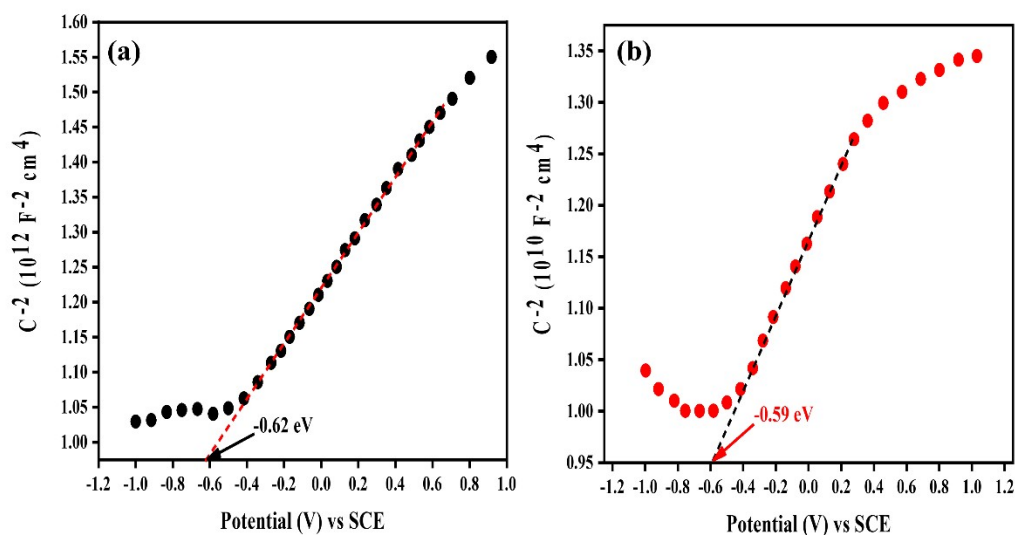 (a)
1.60
1.55
1.50
1.45
1.40
1.35
1.30
1.25
1.20
1.15
1.10
1.05
1.00
C⁻² (10¹² F⁻² cm⁴)
-0.62 eV
-1.2 -1.0 -0.8 -0.6 -0.4 -0.2 0.0 0.2 0.4 0.6 0.8 1.0
Potential (V) vs SCE
(b)
1.35
1.30
1.25
1.20
1.15
1.10
1.05
1.00
0.95
C⁻² (10¹⁰ F⁻² cm⁴)
-0.59 eV
-1.2 -1.0 -0.8 -0.6 -0.4 -0.2 0.0 0.2 0.4 0.6 0.8 1.0 1.2
Potential (V) vs SCE